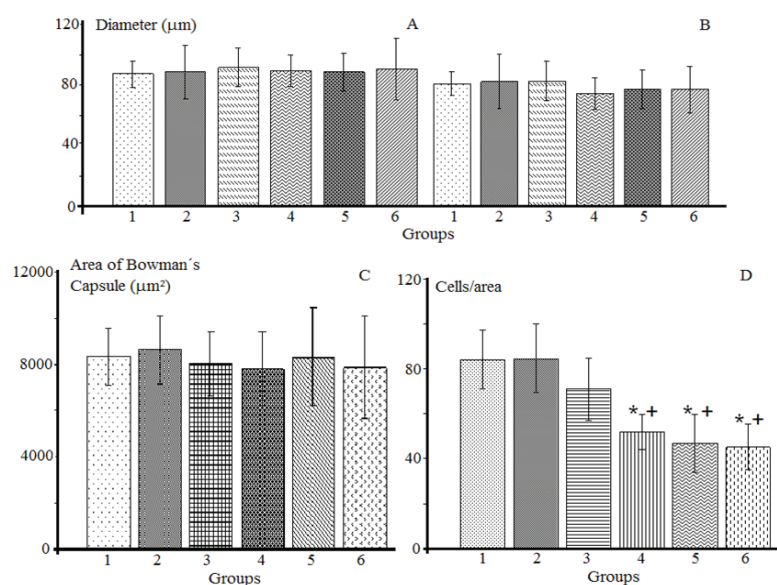 120
Diameter (μm)
A
B
80
40
0
1 2 3 4 5 6 1 2 3 4 5 6
Groups
12000
Area of Bowman´s
Capsule (μm²)
C
8000
4000
0
1 2 3 4 5 6
Groups
120
Cells/area
D
80
*+ *+ *+
40
0
1 2 3 4 5 6
Groups